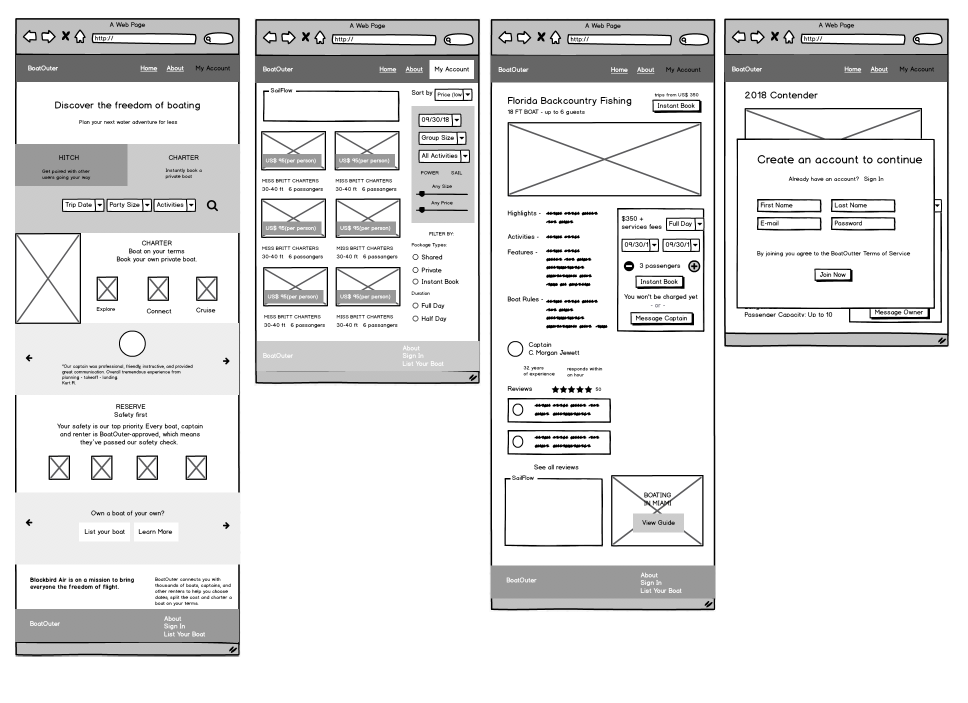 A Web Page
http://
BoatOuter
Home About My Account
Discover the freedom of boating
Plan your next water adventure for less
HITCH
Get paired with other
users going your way
CHARTER
Instantly book a
private boat
Trip Date Party Size Activities
CHARTER
Boat on your terms
Book your own private boat.
Explore Connect Cruise
"Our captain was professional, friendly, instructive, and provided
great communication. Overall tremendous experience from
planning - takeoff - landing.
Kurt R.
RESERVE
Safety first
Your safety is our top priority. Every boat, captain
and renter is BoatOuter-approved, which means
they've passed our safety check.
Own a boat of your own?
List your boat Learn More
Blackbird Air is on a mission to bring
everyone the freedom of flight.
BoatOuter connects you with
thousands of boats, captains, and
other renters to help you choose
dates, split the cost and charter a
boat on your terms.
BoatOuter
About
Sign In
List Your Boat
A Web Page
http://
BoatOuter
Home About My Account
SailFlow
Sort by Price (low
US$ 95(per person) US$ 95(per person)
MISS BRITT CHARTERS MISS BRITT CHARTERS
30-40 ft 6 passangers 30-40 ft 6 passangers
US$ 95(per person) US$ 95(per person)
MISS BRITT CHARTERS MISS BRITT CHARTERS
30-40 ft 6 passangers 30-40 ft 6 passangers
US$ 95(per person) US$ 95(per person)
MISS BRITT CHARTERS MISS BRITT CHARTERS
30-40 ft 6 passangers 30-40 ft 6 passangers
09/30/18
Group Size
All Activities
POWER SAIL
Any Size
Any Price
FILTER BY:
Package Types:
Shared
Private
Instant Book
Duration
Full Day
Half Day
BoatOuter
About
Sign In
List Your Boat
A Web Page
http://
BoatOuter
Home About My Account
Florida Backcountry Fishing
18 FT BOAT - up to 6 guests
trips from US$ 350
Instant Book
Highlights -
Activities -
Features -
Boat Rules -
$350 +
services fees
Full Day
09/30/1 09/30/1
3 passengers
Instant Book
You won't be charged yet
- or -
Message Captain
Captain
C. Morgan Jewett
32 years
of experience
responds within
an hour
Reviews 50
See all reviews
SailFlow
BOATING
IN MIAMI
View Guide
BoatOuter
About
Sign In
List Your Boat
A Web Page
http://
BoatOuter
Home About My Account
2018 Contender
Create an account to continue
Already have an account? Sign In
First Name Last Name
E-mail Password
By joining you agree to the BoatOuter Terms of Service
Join Now
Passenger Capacity: Up to 10
Message Owner